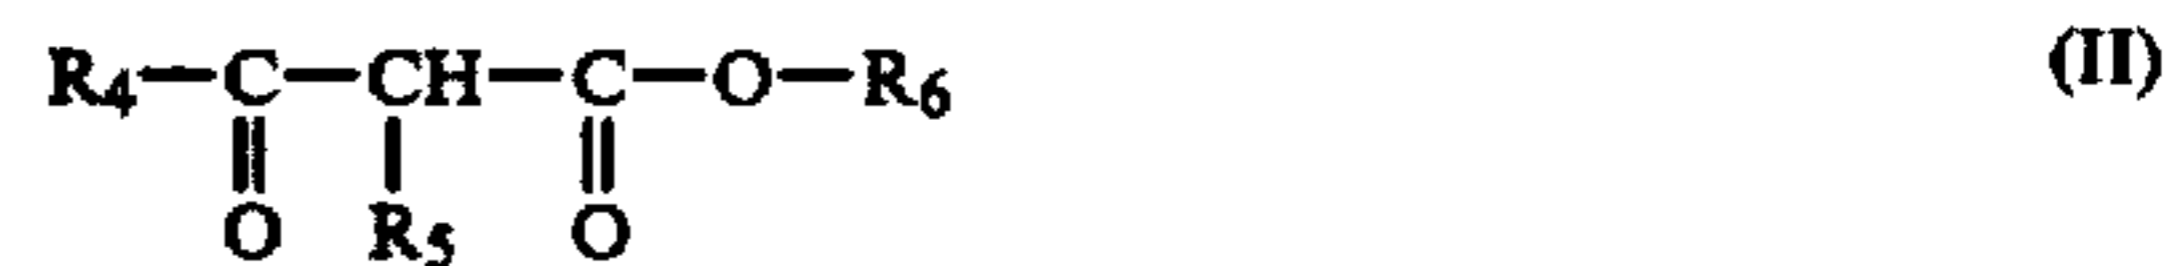 R4—C—CH—C—O—R6 (II)
O R5 O